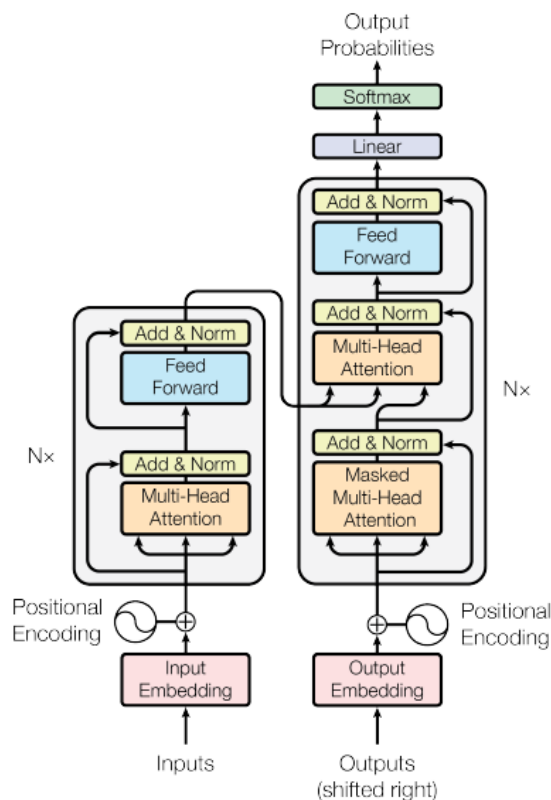 Output
Probabilities
Softmax
Linear
Add & Norm
Feed
Forward
Add & Norm
Multi-Head
Attention
Add & Norm
Masked
Multi-Head
Attention
N×
Positional
Encoding
Output
Embedding
Outputs
(shifted right)
Add & Norm
Feed
Forward
Add & Norm
Multi-Head
Attention
N×
Positional
Encoding
Input
Embedding
Inputs